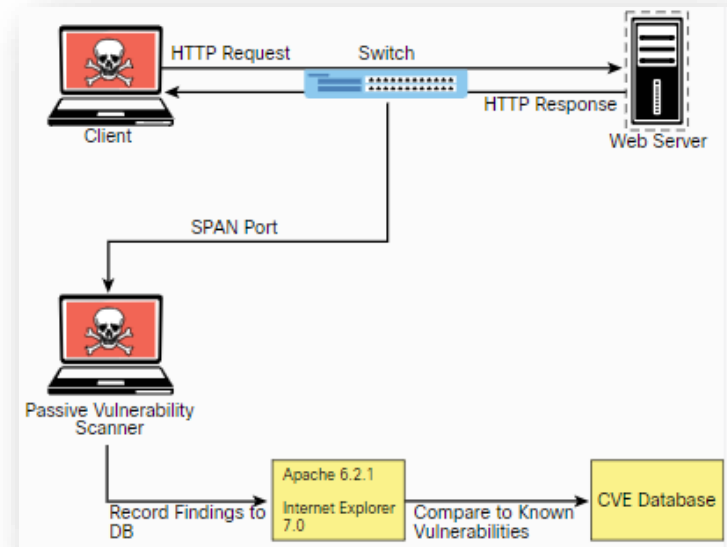 HTTP Request
Switch
HTTP Response
Client
Web Server
SPAN Port
Passive Vulnerability
Scanner
Record Findings to
DB
Apache 6.2.1
Internet Explorer
7.0
Compare to Known
Vulnerabilities
CVE Database